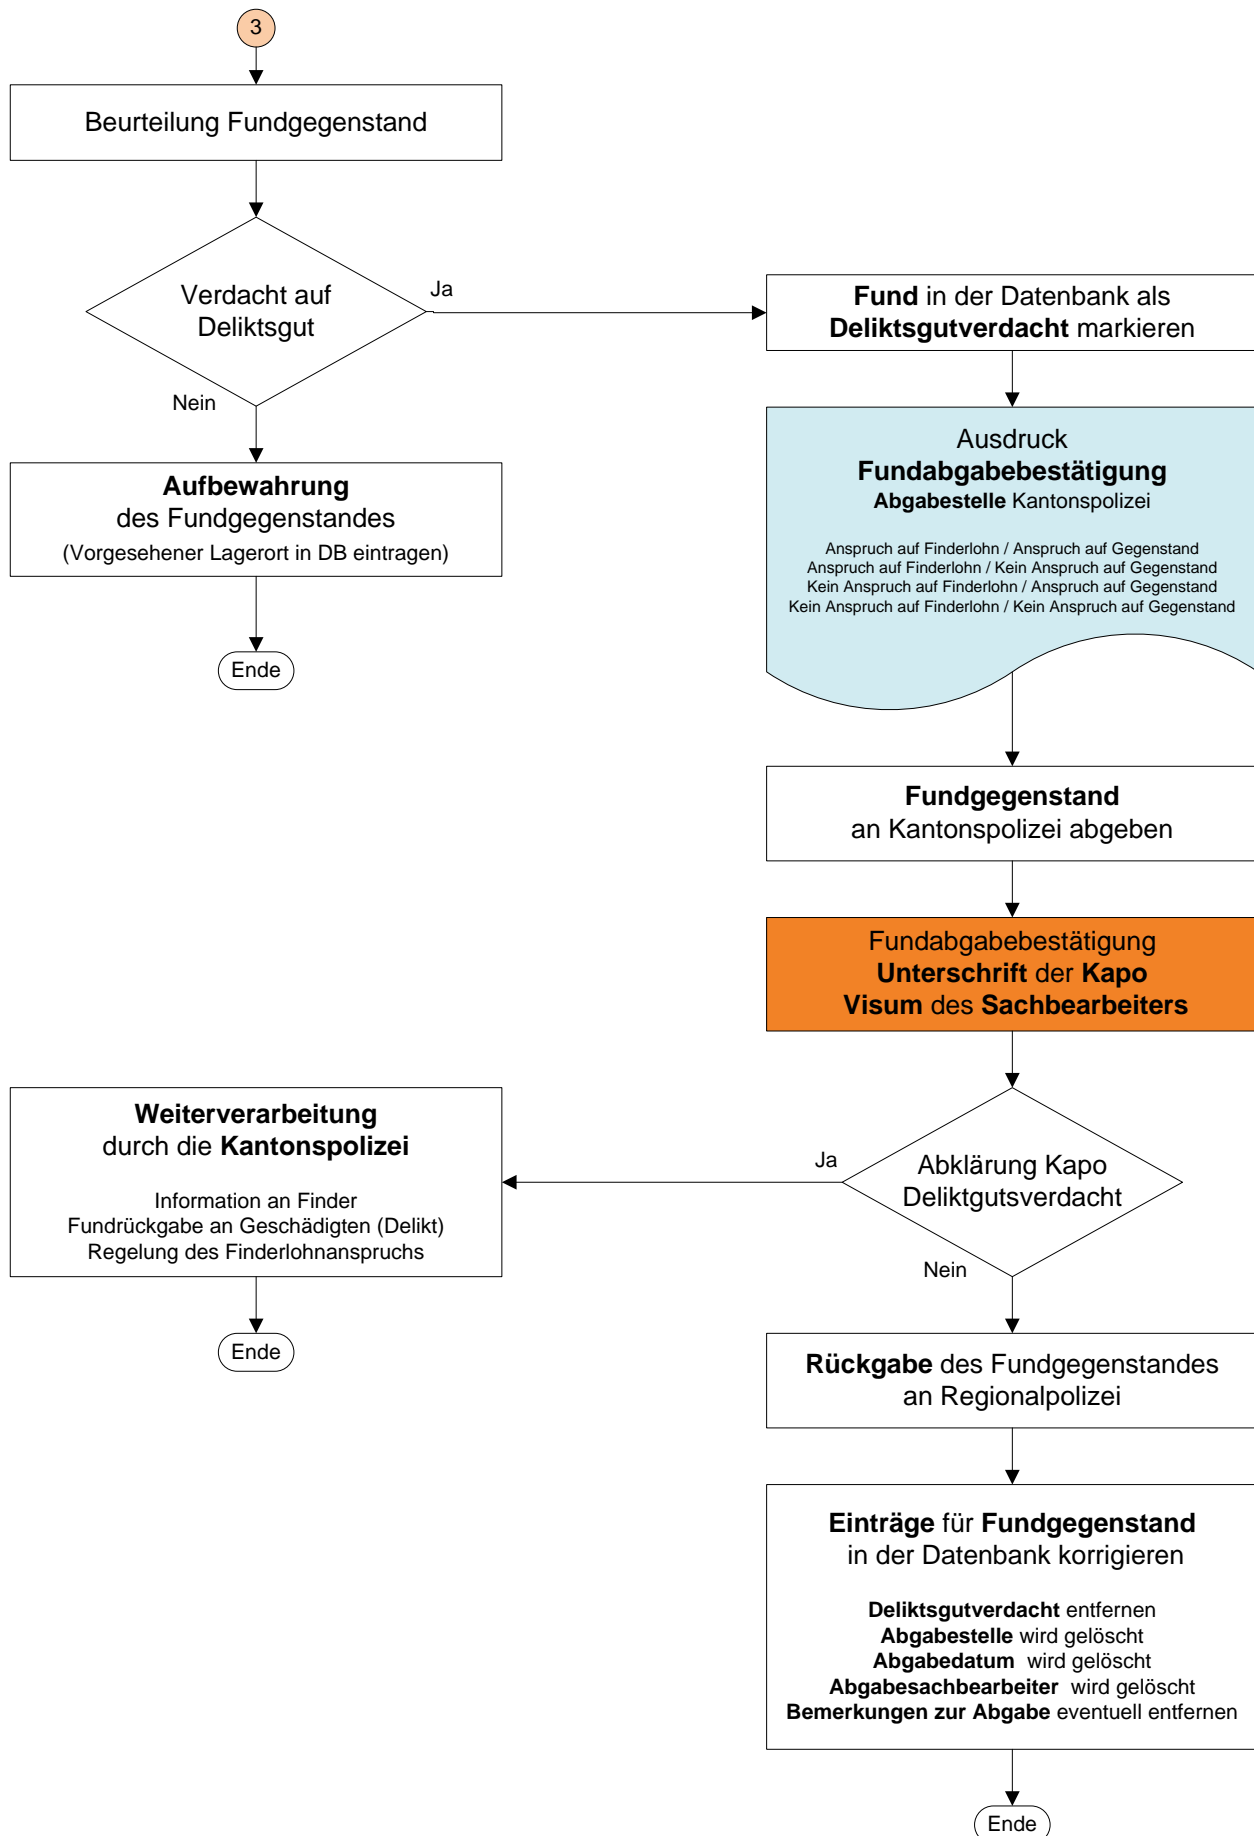 3
Beurteilung Fundgegenstand
Verdacht auf
Deliktsgut
Ja
Nein
Fund in der Datenbank als
Deliktsgutverdacht markieren
Aufbewahrung
des Fundgegenstandes
(Vorgesehener Lagerort in DB eintragen)
Ende
Ausdruck
Fundabgabebestätigung
Abgabestelle Kantonspolizei
Anspruch auf Finderlohn / Anspruch auf Gegenstand
Anspruch auf Finderlohn / Kein Anspruch auf Gegenstand
Kein Anspruch auf Finderlohn / Anspruch auf Gegenstand
Kein Anspruch auf Finderlohn / Kein Anspruch auf Gegenstand
Fundgegenstand
an Kantonspolizei abgeben
Fundabgabebestätigung
Unterschrift der Kapo
Visum des Sachbearbeiters
Abklärung Kapo
Deliktgutsverdacht
Ja
Nein
Weiterverarbeitung
durch die Kantonspolizei
Information an Finder
Fundrückgabe an Geschädigten (Delikt)
Regelung des Finderlohnanspruchs
Ende
Rückgabe des Fundgegenstandes
an Regionalpolizei
Einträge für Fundgegenstand
in der Datenbank korrigieren
Deliktsgutverdacht entfernen
Abgabestelle wird gelöscht
Abgabedatum wird gelöscht
Abgabesachbearbeiter wird gelöscht
Bemerkungen zur Abgabe eventuell entfernen
Ende